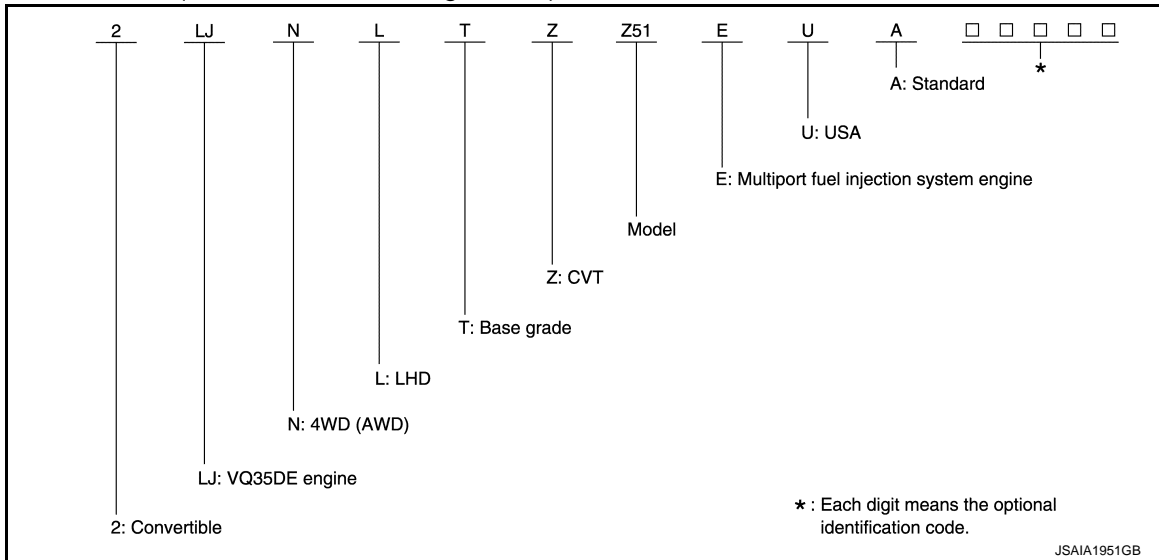 2 LJ N L T Z Z51 E U A □ □ □ □ □
*
A: Standard
U: USA
E: Multiport fuel injection system engine
Model
Z: CVT
T: Base grade
L: LHD
N: 4WD (AWD)
LJ: VQ35DE engine
2: Convertible
* : Each digit means the optional
identification code.
JSAIA1951GB